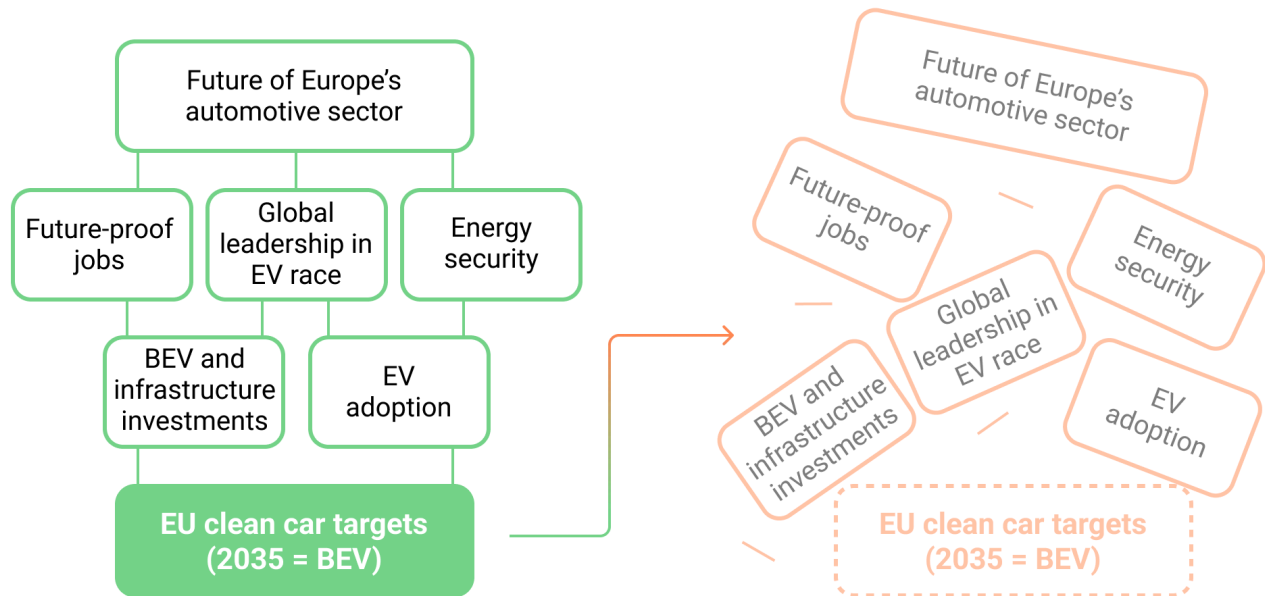 Future of Europe’s
automotive sector
Future-proof
jobs
Global
leadership in
EV race
Energy
security
BEV and
infrastructure
investments
EV
adoption
EU clean car targets
(2035 = BEV)
Future of Europe’s
automotive sector
Future-proof
jobs
Energy
security
Global
leadership in
EV race
BEV and
infrastructure
investments
EV
adoption
EU clean car targets
(2035 = BEV)